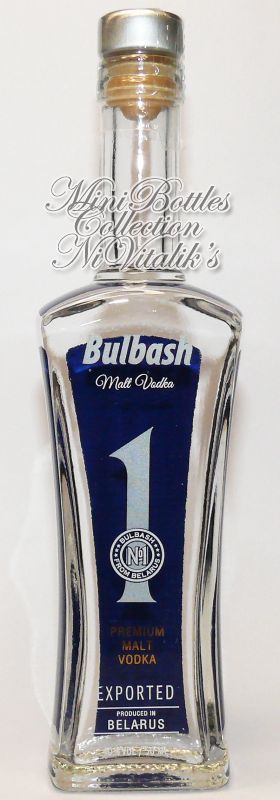 Mini Bottles
Collection
NiVitalik's
Bulbash
Malt Vodka
1
BULBASH
№1
FROM BELARUS
PREMIUM
MALT
VODKA
EXPORTED
PRODUCED IN
BELARUS